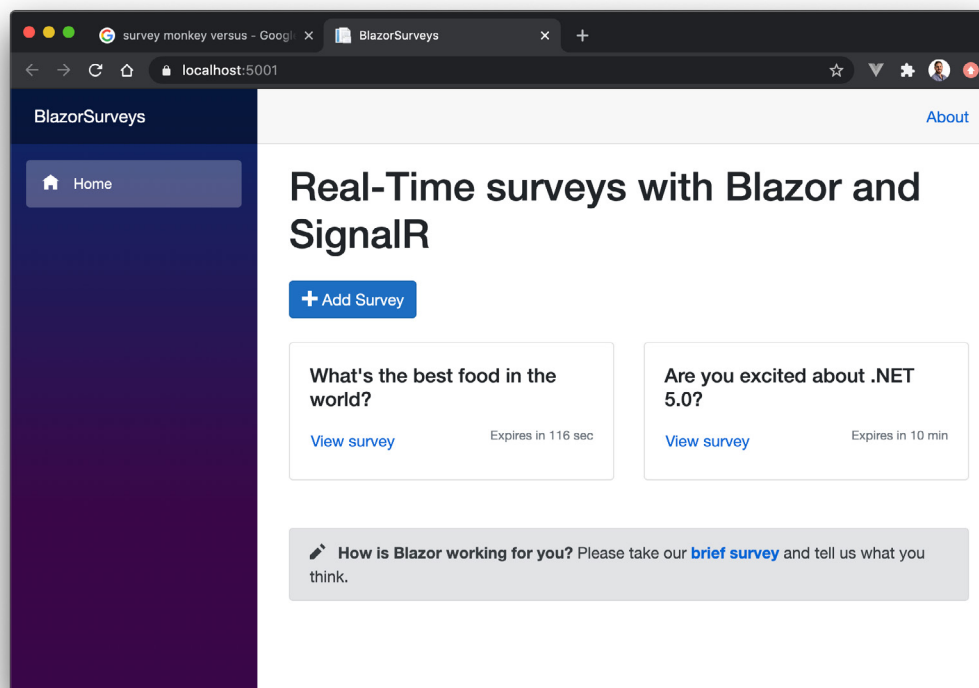 survey monkey versus - Googl
BlazorSurveys
localhost:5001
BlazorSurveys
About
Home
Real-Time surveys with Blazor and
SignalR
Add Survey
What's the best food in the
world?
View survey
Expires in 116 sec
Are you excited about .NET
5.0?
View survey
Expires in 10 min
How is Blazor working for you? Please take our brief survey and tell us what you
think.